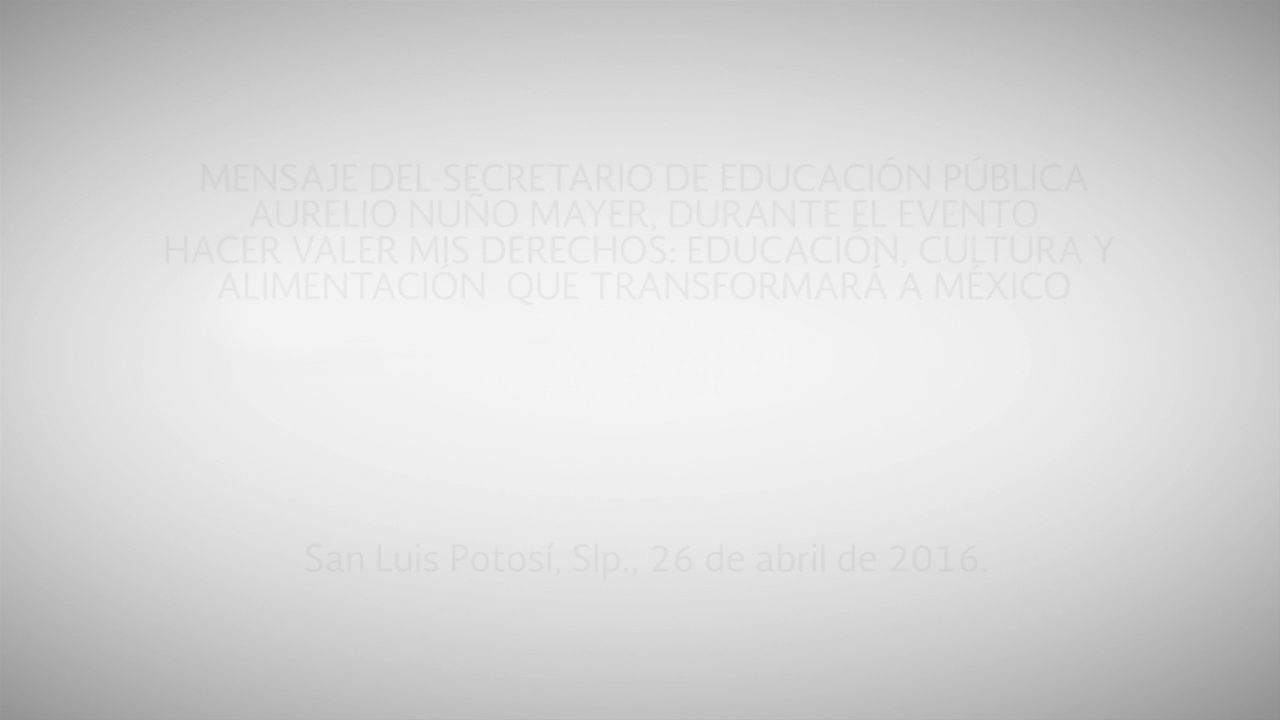 MENSAJE DEL SECRETARIO DE EDUCACIÓN PÚBLICA
AURELIO NUÑO MAYER, DURANTE EL EVENTO
HACER VALER MIS DERECHOS: EDUCACIÓN, CULTURA Y
ALIMENTACIÓN QUE TRANSFORMARÁ A MÉXICO
San Luis Potosí, Slp., 26 de abril de 2016.